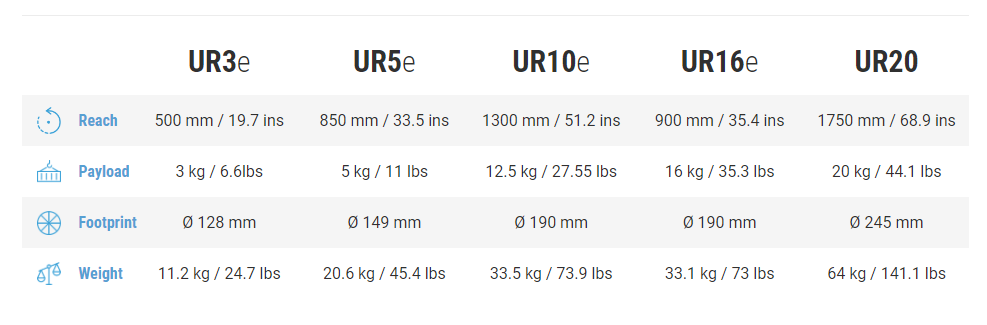 UR3e UR5e UR10e UR16e UR20
Reach 500 mm / 19.7 ins 850 mm / 33.5 ins 1300 mm / 51.2 ins 900 mm / 35.4 ins 1750 mm / 68.9 ins
Payload 3 kg / 6.6lbs 5 kg / 11 lbs 12.5 kg / 27.55 lbs 16 kg / 35.3 lbs 20 kg / 44.1 lbs
Footprint Ø 128 mm Ø 149 mm Ø 190 mm Ø 190 mm Ø 245 mm
Weight 11.2 kg / 24.7 lbs 20.6 kg / 45.4 lbs 33.5 kg / 73.9 lbs 33.1 kg / 73 lbs 64 kg / 141.1 lbs